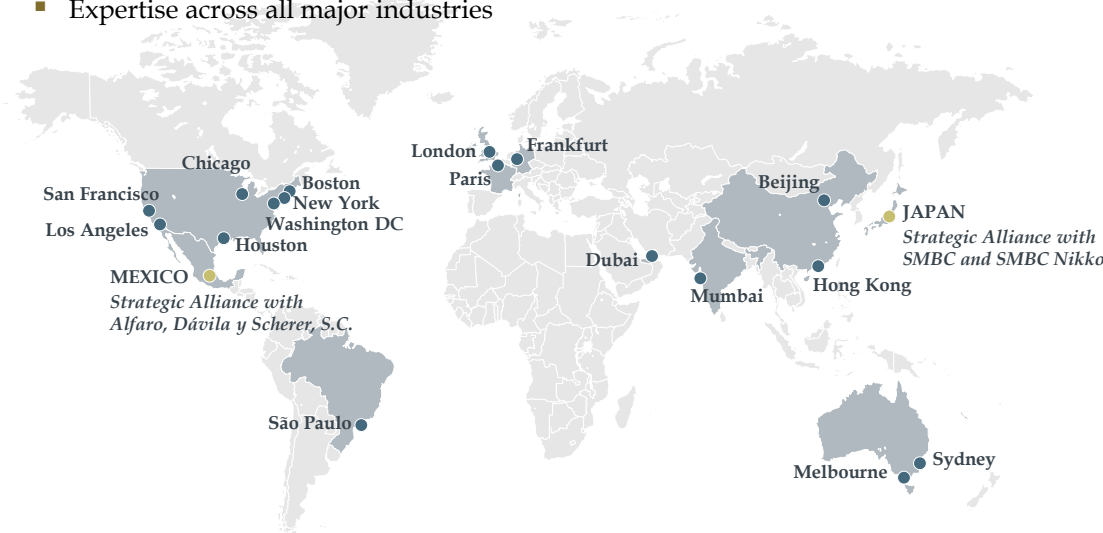 ▪ Expertise across all major industries
London
Frankfurt
Chicago
Paris
Boston
Beijing
San Francisco
New York
JAPAN
Washington DC
Los Angeles
Strategic Alliance with
SMBC and SMBC Nikko
Houston
Dubai
MEXICO
Hong Kong
Mumbai
Strategic Alliance with
Alfaro, Dávila y Scherer, S.C.
São Paulo
Sydney
Melbourne